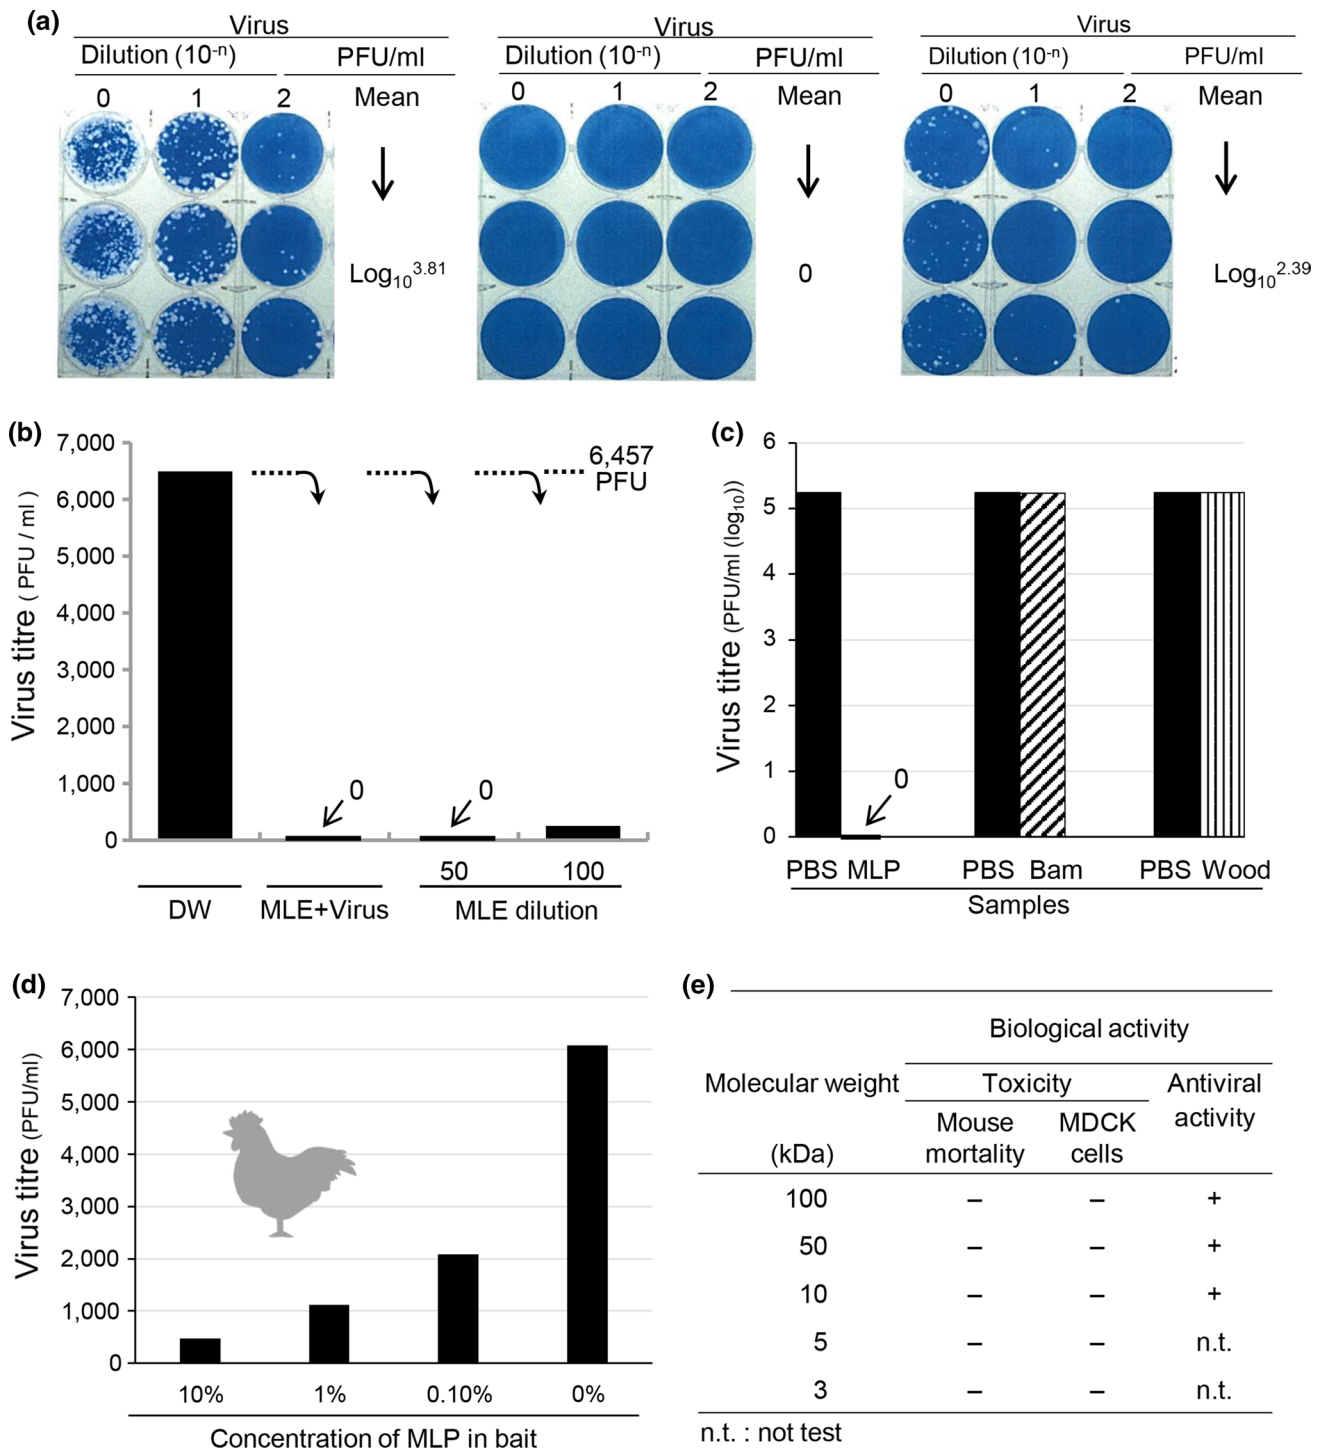 (a)
Virus
Dilution (10-n) PFU/ml
0 1 2 Mean
Log10 3.81
Virus
Dilution (10-n) PFU/ml
0 1 2 Mean
0
Virus
Dilution (10-n) PFU/ml
0 1 2 Mean
Log10 2.39
(b)
Virus titre (PFU / ml)
7,000
6,000
5,000
4,000
3,000
2,000
1,000
0
6,457
PFU
0
0
50 100
DW MLE+Virus MLE dilution
(c)
Virus titre (PFU/ml (log10))
6
5
4
3
2
1
0
0
PBS MLP PBS Bam PBS Wood
Samples
(d)
Virus titre (PFU/ml)
7,000
6,000
5,000
4,000
3,000
2,000
1,000
0
10% 1% 0.10% 0%
Concentration of MLP in bait
(e)
Biological activity
Molecular weight Toxicity Antiviral
activity
Mouse MDCK
(kDa) mortality cells
100 – – +
50 – – +
10 – – +
5 – – n.t.
3 – – n.t.
n.t. : not test